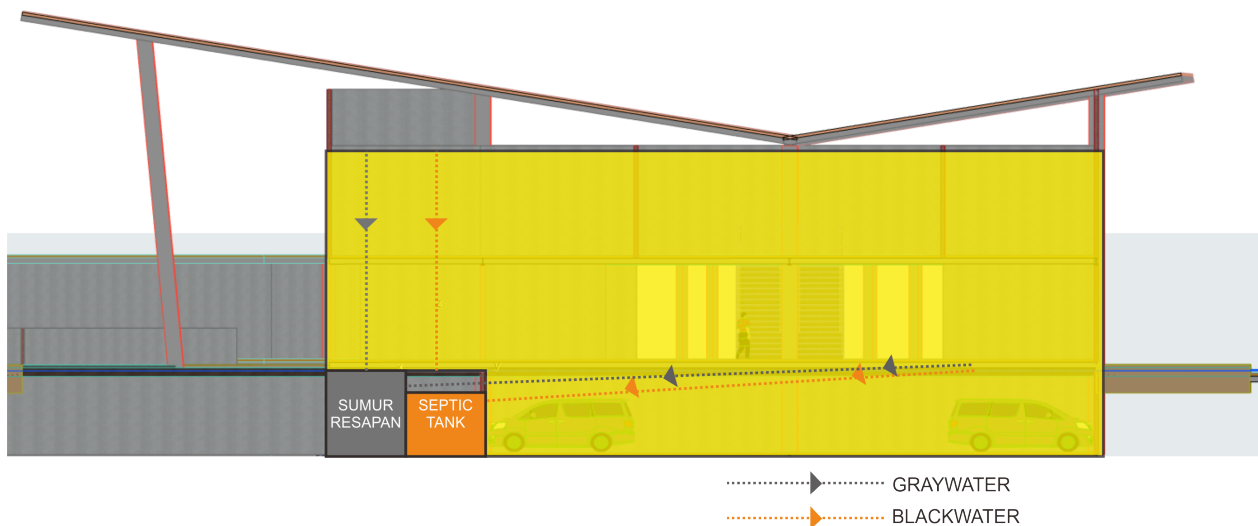 SUMUR
RESAPAN
SEPTIC
TANK
GRAYWATER
BLACKWATER